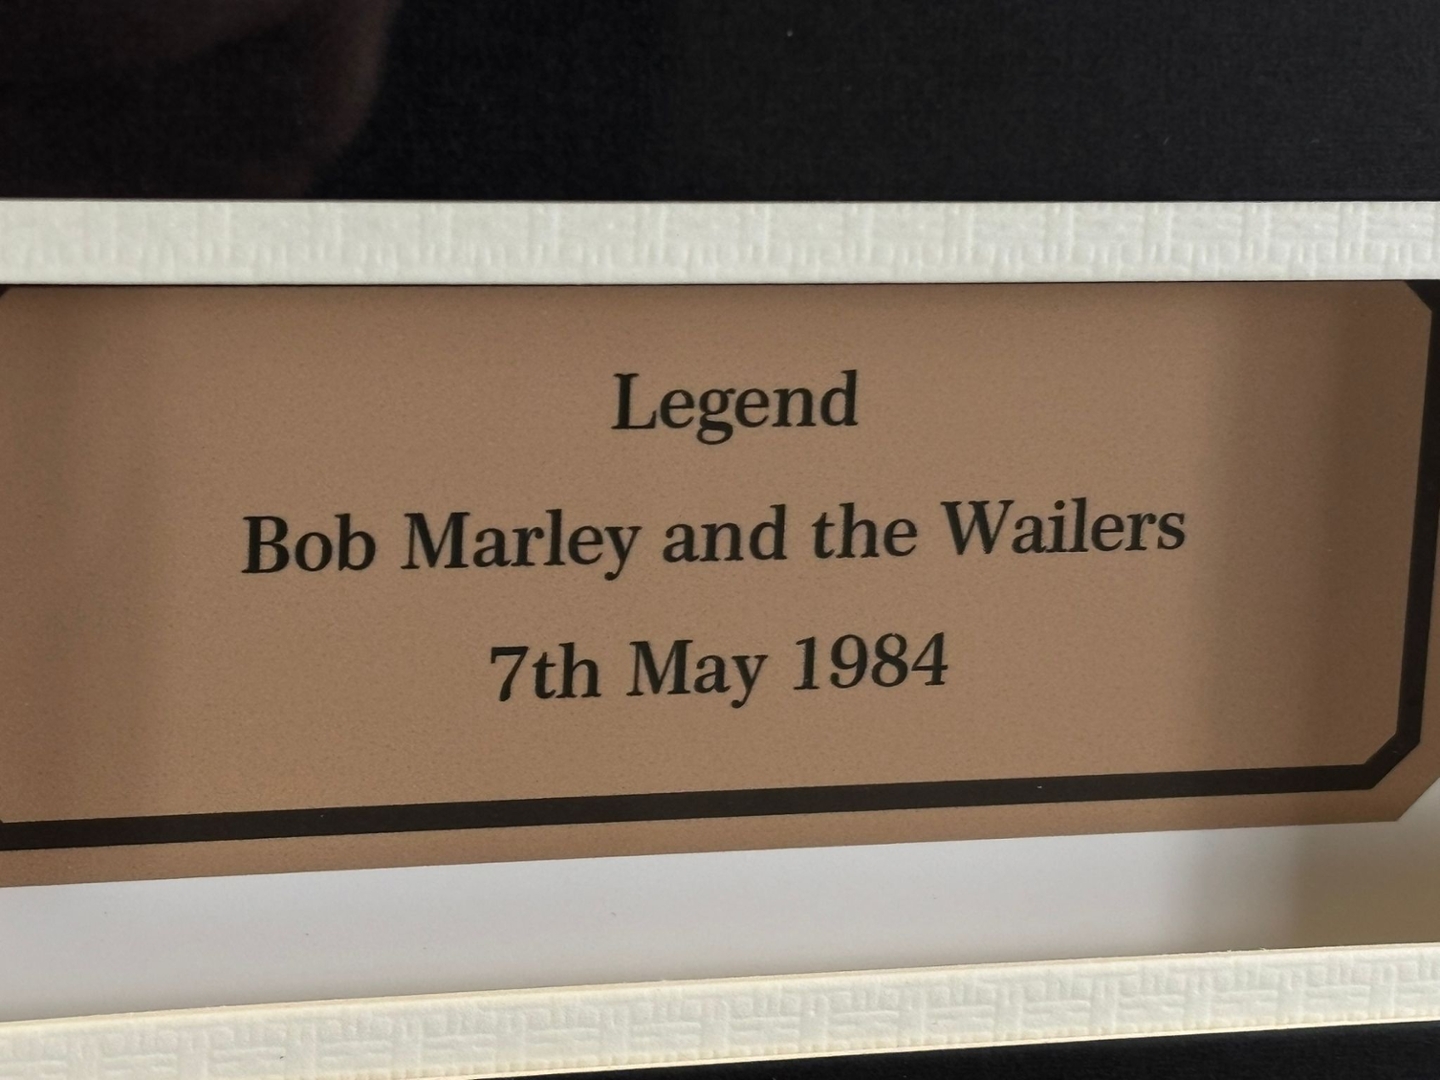 Legend
Bob Marley and the Wailers
7th May 1984